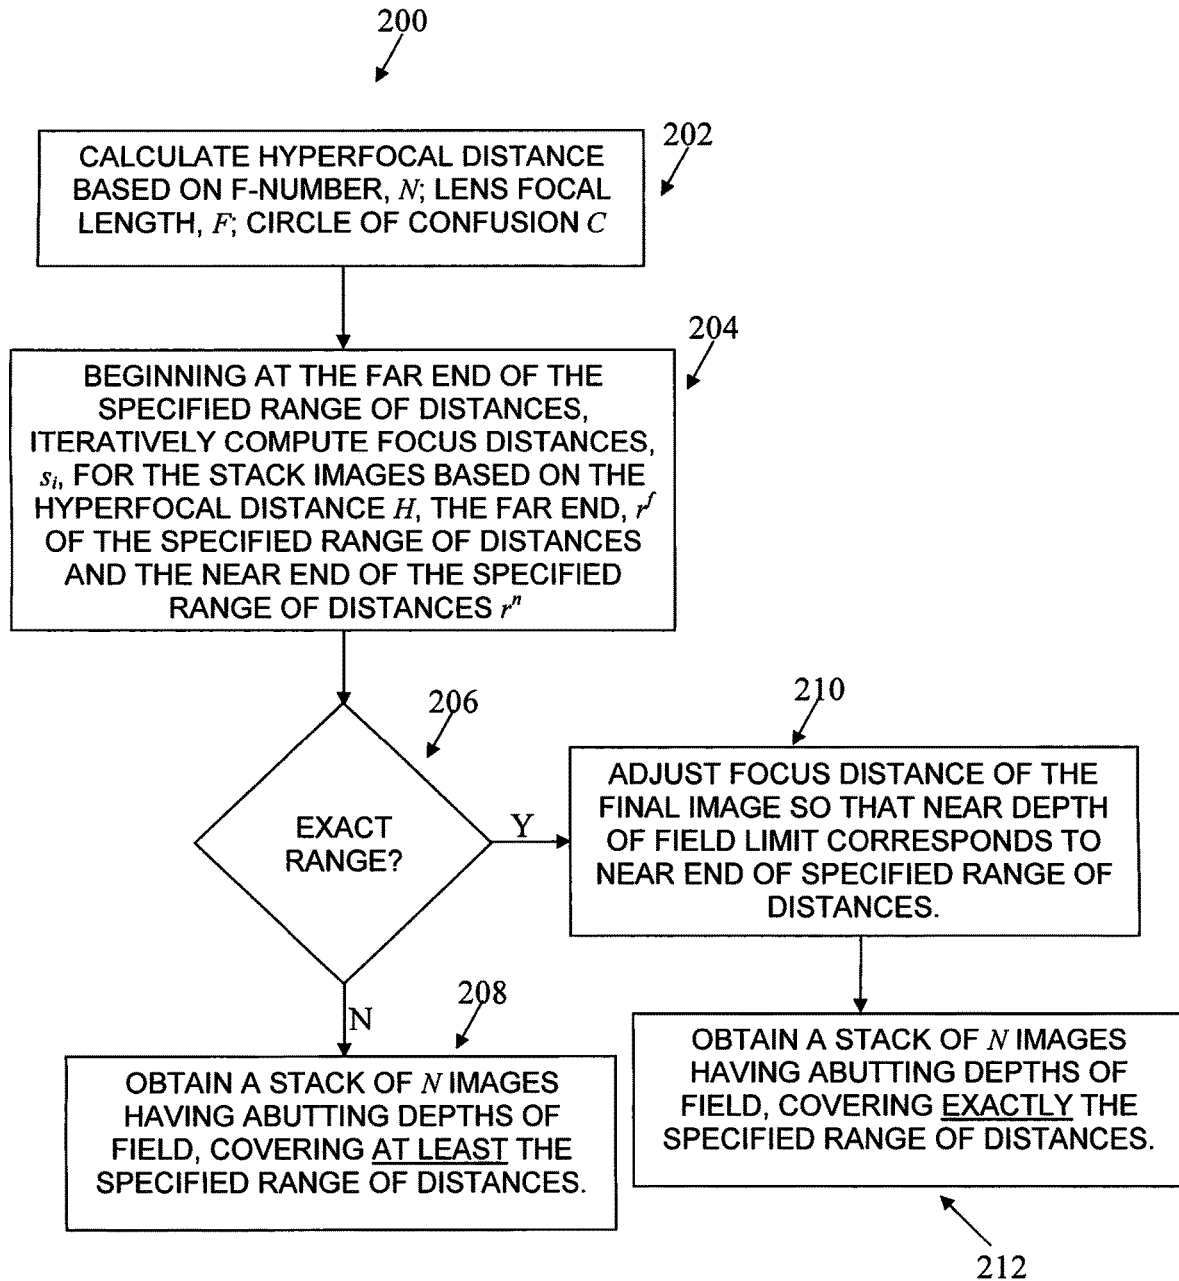 200
202
CALCULATE HYPERFOCAL DISTANCE
BASED ON F-NUMBER, N; LENS FOCAL
LENGTH, F; CIRCLE OF CONFUSION C
204
BEGINNING AT THE FAR END OF THE
SPECIFIED RANGE OF DISTANCES,
ITERATIVELY COMPUTE FOCUS DISTANCES,
sᵢ, FOR THE STACK IMAGES BASED ON THE
HYPERFOCAL DISTANCE H, THE FAR END, rᶠ
OF THE SPECIFIED RANGE OF DISTANCES
AND THE NEAR END OF THE SPECIFIED
RANGE OF DISTANCES rⁿ
206
EXACT
RANGE?
Y
210
ADJUST FOCUS DISTANCE OF THE
FINAL IMAGE SO THAT NEAR DEPTH
OF FIELD LIMIT CORRESPONDS TO
NEAR END OF SPECIFIED RANGE OF
DISTANCES.
N
208
OBTAIN A STACK OF N IMAGES
HAVING ABUTTING DEPTHS OF
FIELD, COVERING AT LEAST THE
SPECIFIED RANGE OF DISTANCES.
OBTAIN A STACK OF N IMAGES
HAVING ABUTTING DEPTHS OF
FIELD, COVERING EXACTLY THE
SPECIFIED RANGE OF DISTANCES.
212